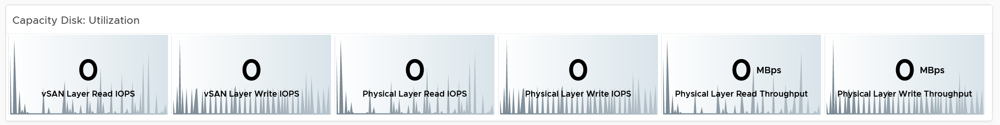 Capacity Disk: Utilization
0
vSAN Layer Read IOPS
0
vSAN Layer Write IOPS
0
Physical Layer Read IOPS
0
Physical Layer Write IOPS
0 MBps
Physical Layer Read Throughput
0 MBps
Physical Layer Write Throughput